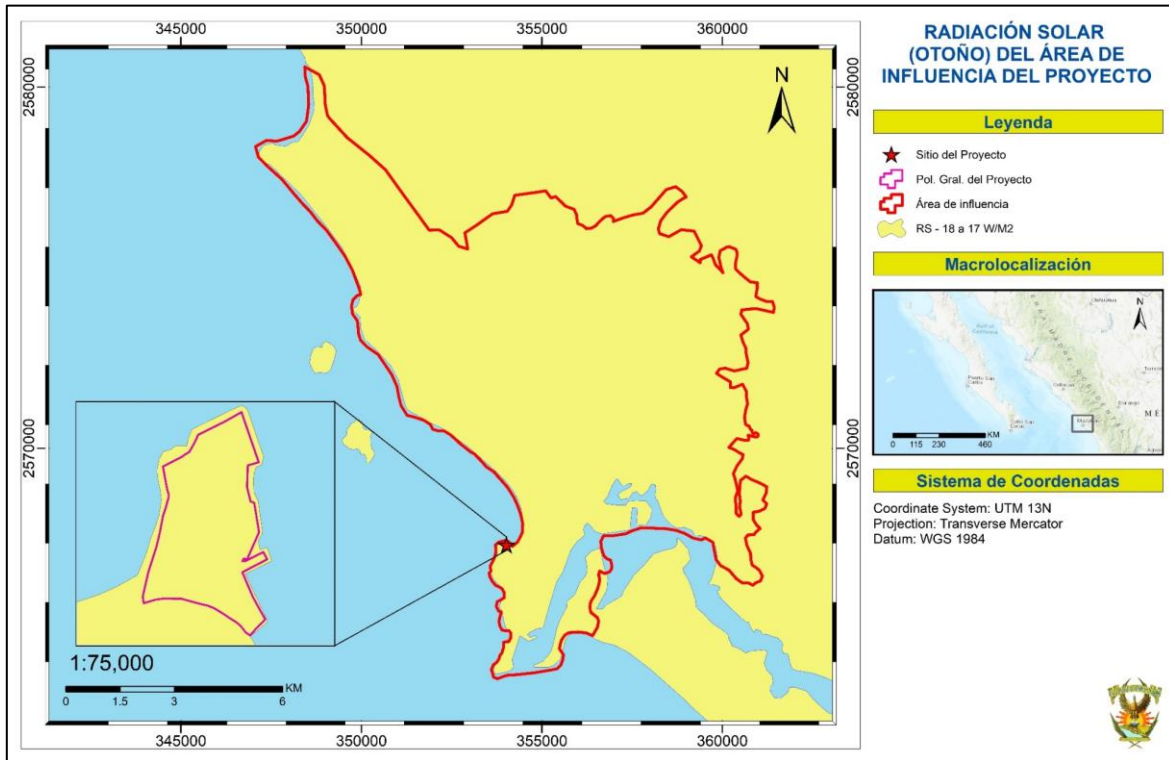 345000 350000 355000 360000
2580000
2570000
N
1:75,000
KM
0 1.5 3 6
345000 350000 355000 360000
2580000
2570000
RADIACIÓN SOLAR
(OTOÑO) DEL ÁREA DE
INFLUENCIA DEL PROYECTO
Leyenda
Sitio del Proyecto
Pol. Gral. del Proyecto
Área de influencia
RS - 18 a 17 W/M2
Macrolocalización
N
KM
0 115 230 460
Sistema de Coordenadas
Coordinate System: UTM 13N
Projection: Transverse Mercator
Datum: WGS 1984